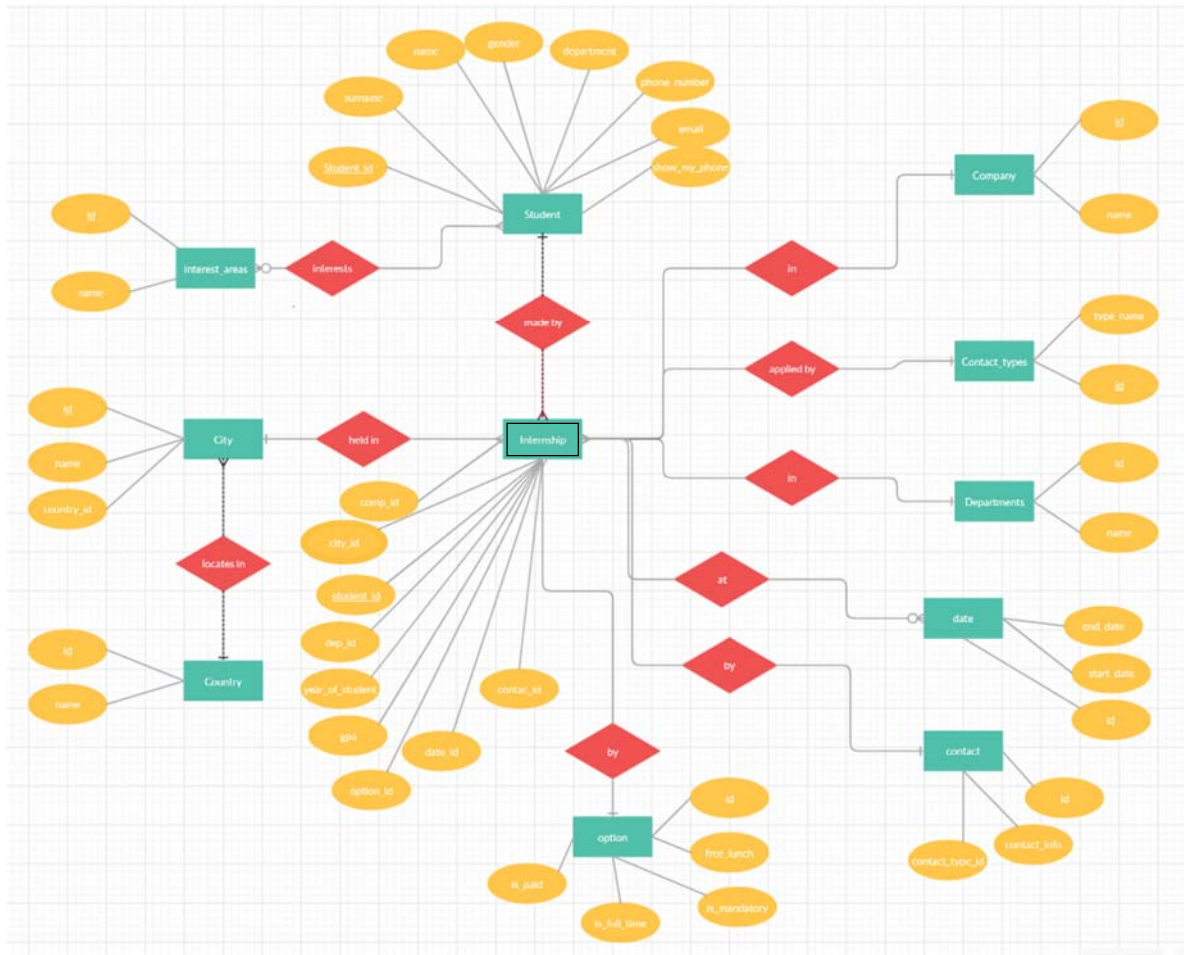 name
gender
department
phone_number
surname
email
show_my_phone
Student_id
Student
id
Company
name
id
interest_areas
name
interests
in
made by
type_name
applied by
Contact_types
id
id
City
held in
Internship
name
country_id
comp_id
in
id
Departments
name
city_id
locates in
student_id
at
date
end_date
start_date
id
dep_id
id
Country
name
year_of_student
contac_id
by
gpa
date_id
option_id
by
contact
id
contact_info
contact_type_id
option
id
free_lunch
is_mandatory
is_full_time
is_paid